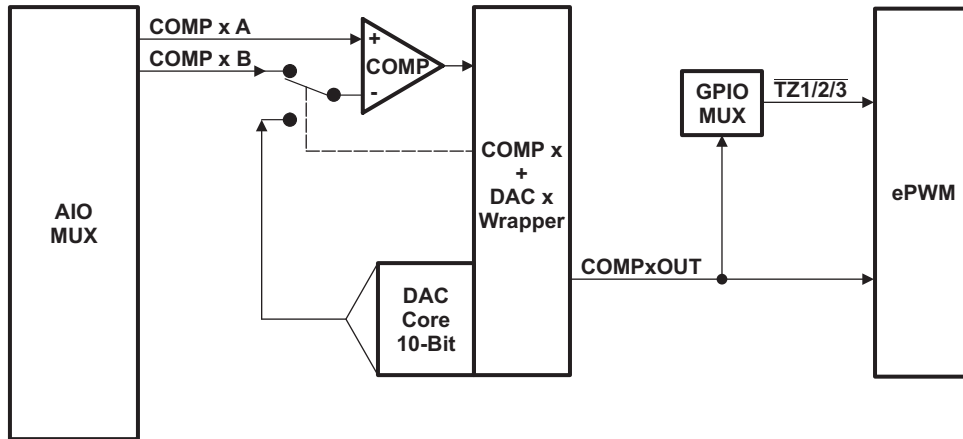 COMP x A
COMP x B
+
COMP
-
AIO
MUX
COMP x
+
DAC x
Wrapper
DAC
Core
10-Bit
COMPxOUT
GPIO
MUX
TZ1/2/3
ePWM